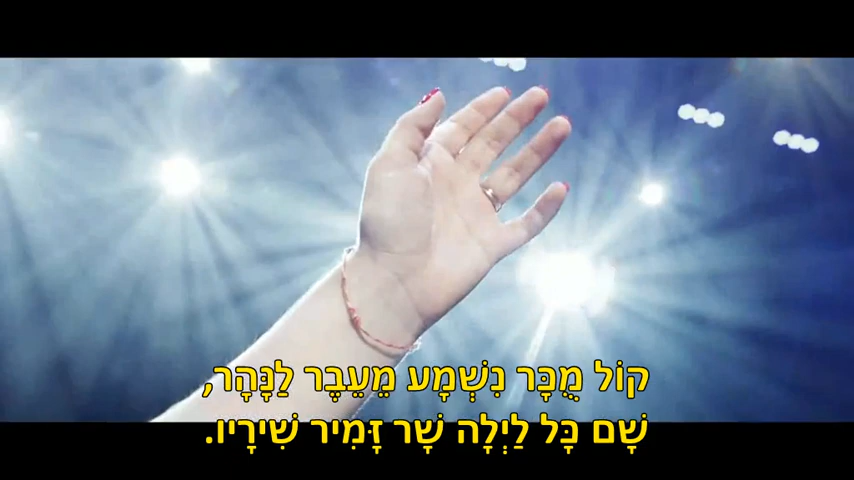 קוֹל מֻכָּר נִשְׁמָע מֵעֵבֶר לַנָּהָר,
שָׁם כָּל לַיְלָה שָׁר זָּמִיר שִׁירָיו.